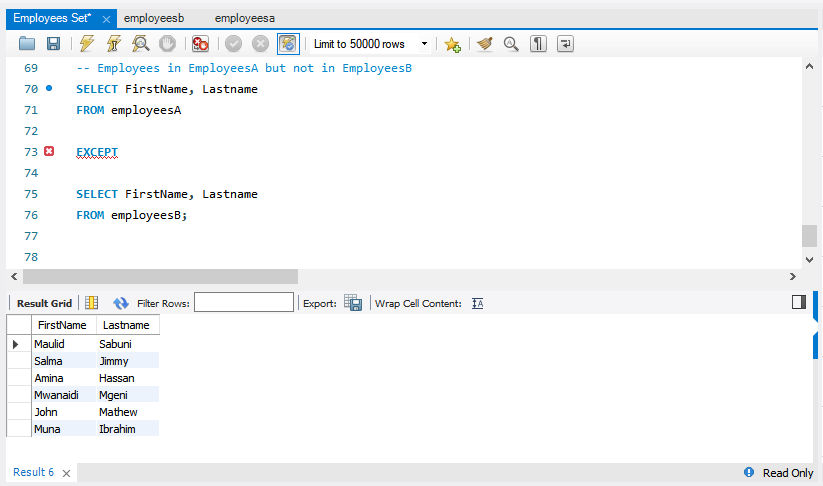 Employees Set* employeesb employeesa
Limit to 50000 rows
69 -- Employees in EmployeesA but not in EmployeesB
70 SELECT FirstName, Lastname
71 FROM employeesA
72
73 EXCEPT
74
75 SELECT FirstName, Lastname
76 FROM employeesB;
77
78
Result Grid Filter Rows: Export: Wrap Cell Content: IA
FirstName Lastname
Maulid Sabuni
Salma Jimmy
Amina Hassan
Mwanaidi Mgeni
John Mathew
Muna Ibrahim
Result 6 Read Only